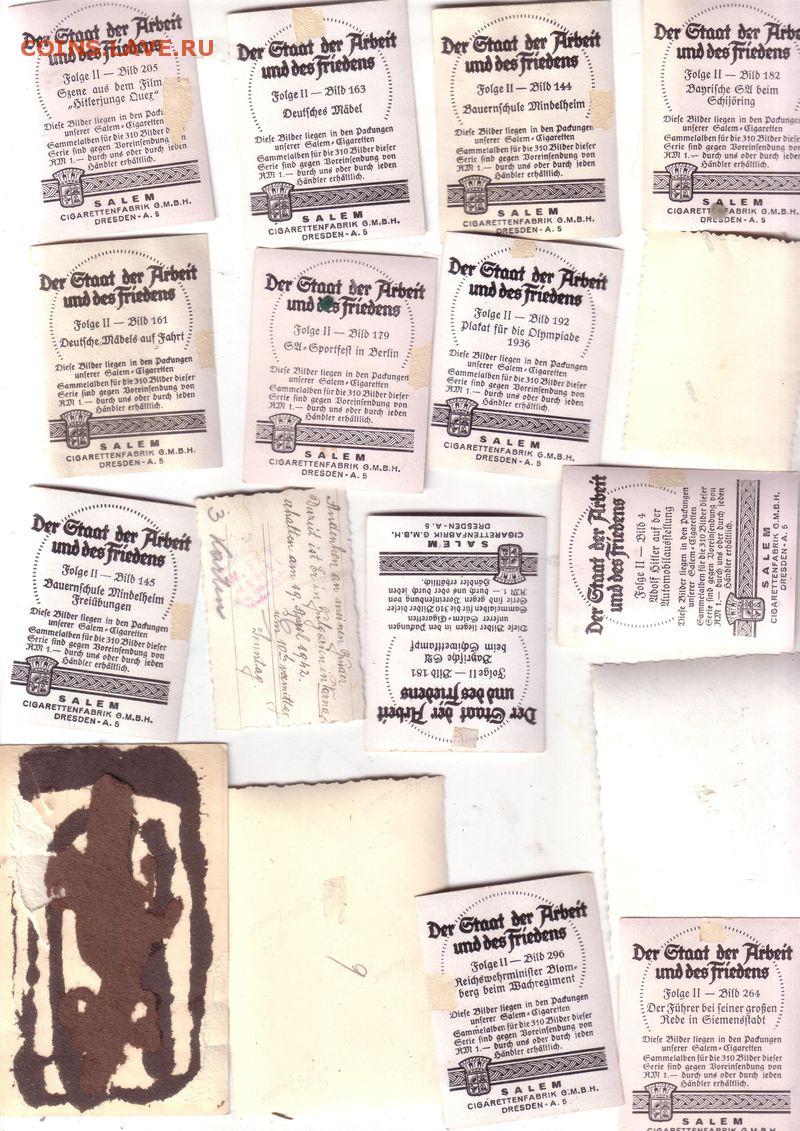 COINS.LAVE.RU
Der Staat der Arbeit
und des Friedens
Folge II — Bild 205
Szene aus dem Film
„Hitlerjunge Quex"
Diese Bilder liegen in den Packungen
unserer Salem-Cigaretten
Sammelalben für die 310 Bilder dieser
Serie sind gegen Voreinsendung von
RM 1.— durch uns oder durch jeden
Händler erhältlich.
SALEM
CIGARETTENFABRIK G.M.B.H.
DRESDEN-A. 5
Der Staat der Arbeit
und des Friedens
Folge II — Bild 163
Deutsches Mädel
Diese Bilder liegen in den Packungen
unserer Salem-Cigaretten
Sammelalben für die 310 Bilder dieser
Serie sind gegen Voreinsendung von
RM 1.— durch uns oder durch jeden
Händler erhältlich.
SALEM
CIGARETTENFABRIK G.M.B.H.
DRESDEN-A. 5
Der Staat der Arbeit
und des Friedens
Folge II — Bild 144
Bauernschule Mindelheim
Diese Bilder liegen in den Packungen
unserer Salem-Cigaretten
Sammelalben für die 310 Bilder dieser
Serie sind gegen Voreinsendung von
RM 1.— durch uns oder durch jeden
Händler erhältlich.
SALEM
CIGARETTENFABRIK G.M.B.H.
DRESDEN-A. 5
Der Staat der Arbeit
und des Friedens
Folge II — Bild 182
Bayrische SA beim
Schijöring
Diese Bilder liegen in den Packungen
unserer Salem-Cigaretten
Sammelalben für die 310 Bilder dieser
Serie sind gegen Voreinsendung von
RM 1.— durch uns oder durch jeden
Händler erhältlich.
SALEM
CIGARETTENFABRIK G.M.B.H.
DRESDEN-A. 5
Der Staat der Arbeit
und des Friedens
Folge II — Bild 161
Deutsche Mädels auf Fahrt
Diese Bilder liegen in den Packungen
unserer Salem-Cigaretten
Sammelalben für die 310 Bilder dieser
Serie sind gegen Voreinsendung von
RM 1.— durch uns oder durch jeden
Händler erhältlich.
SALEM
CIGARETTENFABRIK G.M.B.H.
DRESDEN-A. 5
Der Staat der Arbeit
und des Friedens
Folge II — Bild 179
SA-Sportfest in Berlin
Diese Bilder liegen in den Packungen
unserer Salem-Cigaretten
Sammelalben für die 310 Bilder dieser
Serie sind gegen Voreinsendung von
RM 1.— durch uns oder durch jeden
Händler erhältlich.
SALEM
CIGARETTENFABRIK G.M.B.H.
DRESDEN-A. 5
Der Staat der Arbeit
und des Friedens
Folge II — Bild 192
Plakat für die Olympiade
1936
Diese Bilder liegen in den Packungen
unserer Salem-Cigaretten
Sammelalben für die 310 Bilder dieser
Serie sind gegen Voreinsendung von
RM 1.— durch uns oder durch jeden
Händler erhältlich.
SALEM
CIGARETTENFABRIK G.M.B.H.
DRESDEN-A. 5
Der Staat der Arbeit
und des Friedens
Folge II — Bild 145
Bauernschule Mindelheim
Freiübungen
Diese Bilder liegen in den Packungen
unserer Salem-Cigaretten
Sammelalben für die 310 Bilder dieser
Serie sind gegen Voreinsendung von
RM 1.— durch uns oder durch jeden
Händler erhältlich.
SALEM
CIGARETTENFABRIK G.M.B.H.
DRESDEN-A. 5
Andenken an meinen
erhalten am 19. April 1942.
Sonntag.
3 Karten
Der Staat der Arbeit
und des Friedens
Folge II — Bild 181
Bayrische SA
beim Schneekampf
Diese Bilder liegen in den Packungen
unserer Salem-Cigaretten
Sammelalben für die 310 Bilder dieser
Serie sind gegen Voreinsendung von
RM 1.— durch uns oder durch jeden
Händler erhältlich.
SALEM
CIGARETTENFABRIK G.M.B.H.
DRESDEN-A. 5
Der Staat der Arbeit
und des Friedens
Folge II — Bild 4
Adolf Hitler auf der
Automobilausstellung
Diese Bilder liegen in den Packungen
unserer Salem-Cigaretten
Sammelalben für die 310 Bilder dieser
Serie sind gegen Voreinsendung von
RM 1.— durch uns oder durch jeden
Händler erhältlich.
SALEM
CIGARETTENFABRIK G.M.B.H.
DRESDEN-A. 5
9
Der Staat der Arbeit
und des Friedens
Folge II — Bild 296
Reichswehrminister Blom-
berg beim Wachregiment
Diese Bilder liegen in den Packungen
unserer Salem-Cigaretten
Sammelalben für die 310 Bilder dieser
Serie sind gegen Voreinsendung von
RM 1.— durch uns oder durch jeden
Händler erhältlich.
SALEM
CIGARETTENFABRIK G.M.B.H.
DRESDEN-A. 5
Der Staat der Arbeit
und des Friedens
Folge II — Bild 264
Der Führer bei seiner großen
Rede in Siemensstadt
Diese Bilder liegen in den Packungen
unserer Salem-Cigaretten
Sammelalben für die 310 Bilder dieser
Serie sind gegen Voreinsendung von
RM 1.— durch uns oder durch jeden
Händler erhältlich.
SALEM
CIGARETTENFABRIK G.M.B.H.